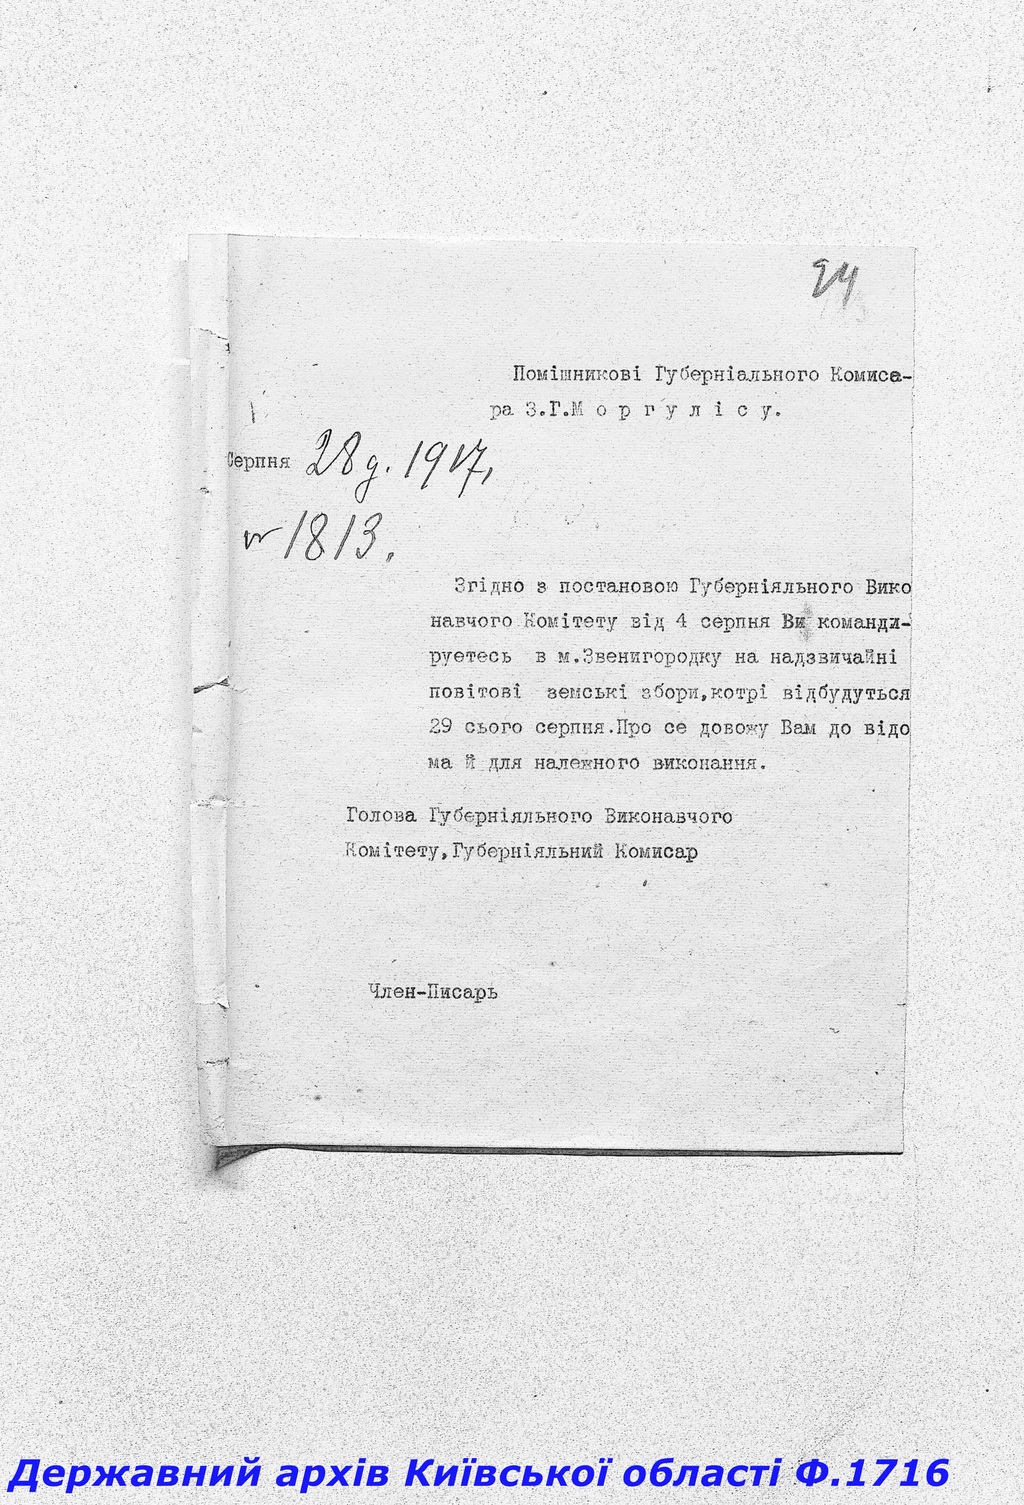 24
Помішникові Губерніального Комиса-
ра З.Г.М о р г у л і с у.
Серпня 28 д. 1917,
№ 1813.
Згідно з постановою Губерніяльного Вико
навчого Комітету від 4 серпня Ви команди-
руетесь в м.Звенигородку на надзвичайні
повітові земські збори,котрі відбудуться
29 сього серпня.Про се довожу Вам до відо
ма й для належного виконання.
Голова Губерніяльного Виконавчого
Комітету,Губерніяльний Комисар
Член-Писарь
Державний архів Київської області Ф.1716